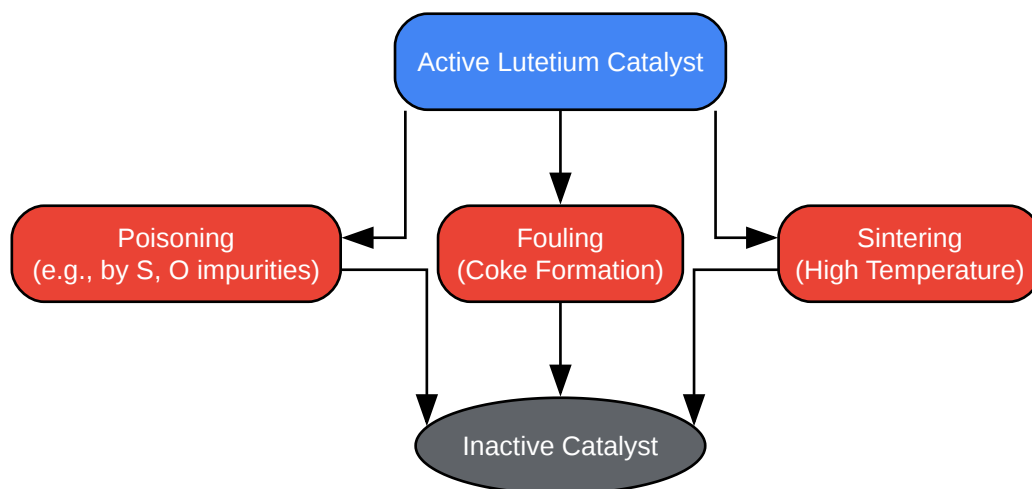 Active Lutetium Catalyst
Poisoning
(e.g., by S, O impurities)
Fouling
(Coke Formation)
Sintering
(High Temperature)
Inactive Catalyst